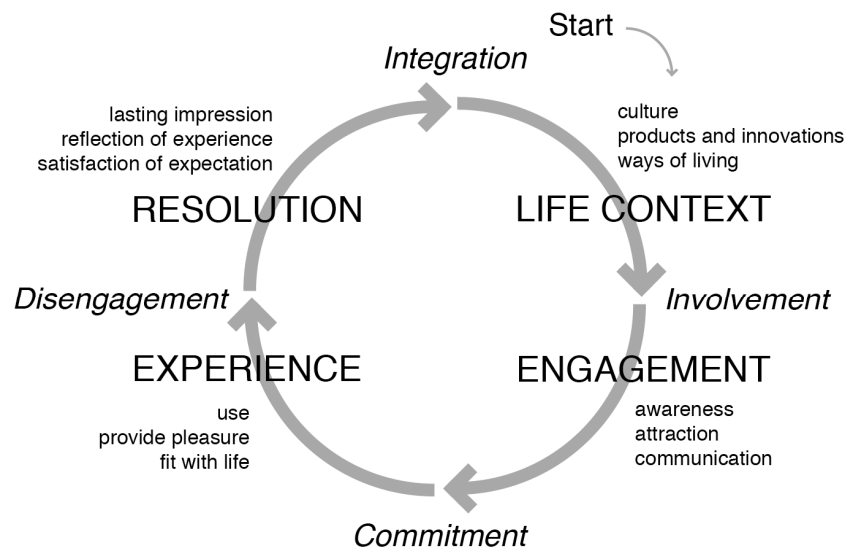 Start
Integration
culture
products and innovations
ways of living
LIFE CONTEXT
Involvement
ENGAGEMENT
awareness
attraction
communication
Commitment
EXPERIENCE
use
provide pleasure
fit with life
Disengagement
lasting impression
reflection of experience
satisfaction of expectation
RESOLUTION